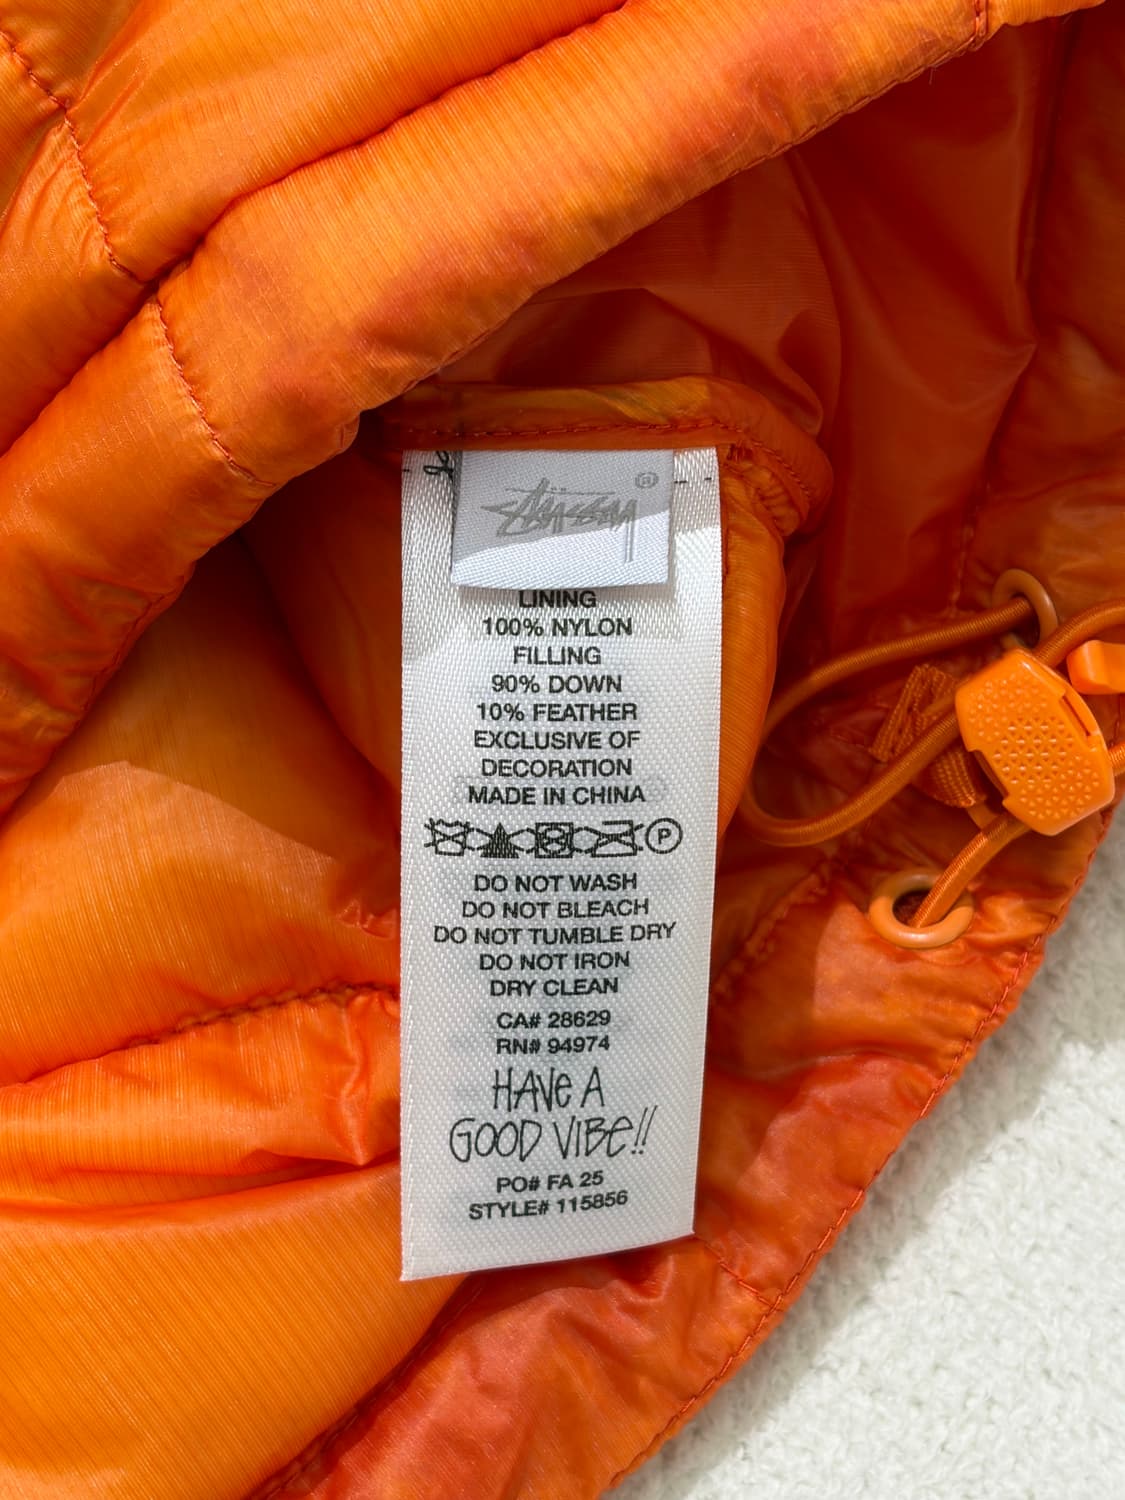 Stüssy ®
LINING
100% NYLON
FILLING
90% DOWN
10% FEATHER
EXCLUSIVE OF
DECORATION
MADE IN CHINA
P
DO NOT WASH
DO NOT BLEACH
DO NOT TUMBLE DRY
DO NOT IRON
DRY CLEAN
CA# 28629
RN# 94974
HAVE A
GOOD VIBE!!
PO# FA 25
STYLE# 115856